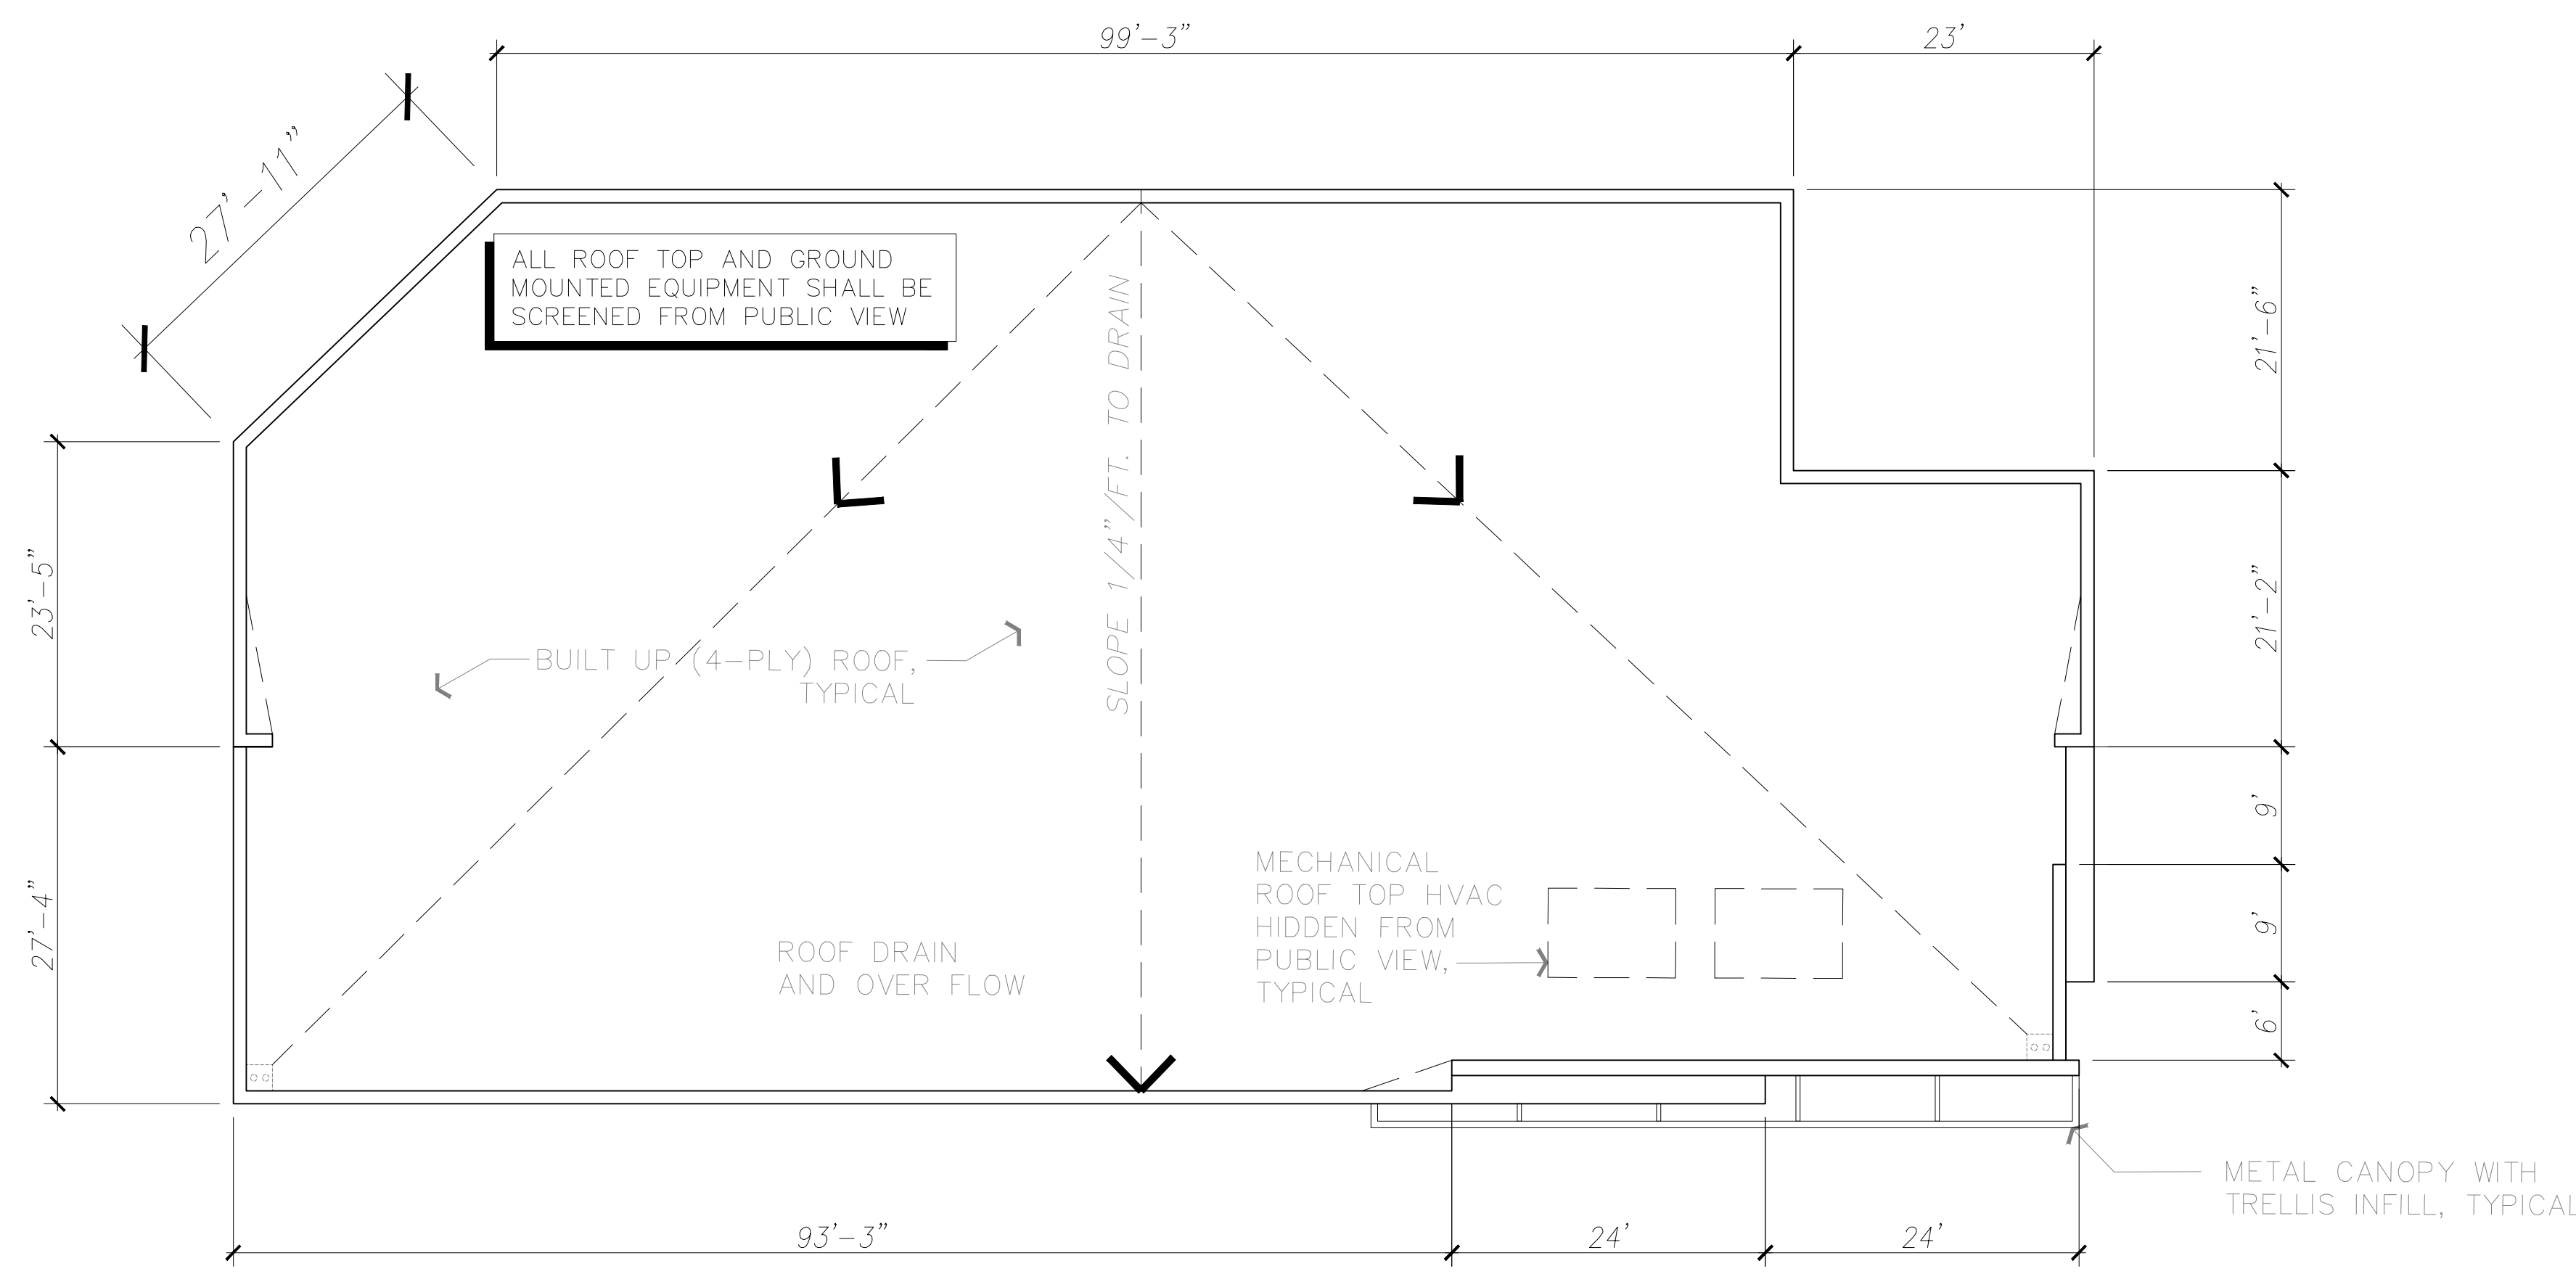 99'-3"
23'
27'-11"
ALL ROOF TOP AND GROUND
MOUNTED EQUIPMENT SHALL BE
SCREENED FROM PUBLIC VIEW
SLOPE 1/4"/FT. TO DRAIN
21'-6"
23'-5"
21'-2"
BUILT UP (4-PLY) ROOF,
TYPICAL
9'
27'-4"
MECHANICAL
ROOF TOP HVAC
HIDDEN FROM
PUBLIC VIEW,
TYPICAL
ROOF DRAIN
AND OVER FLOW
9'
6'
METAL CANOPY WITH
TRELLIS INFILL, TYPICAL
93'-3"
24'
24'